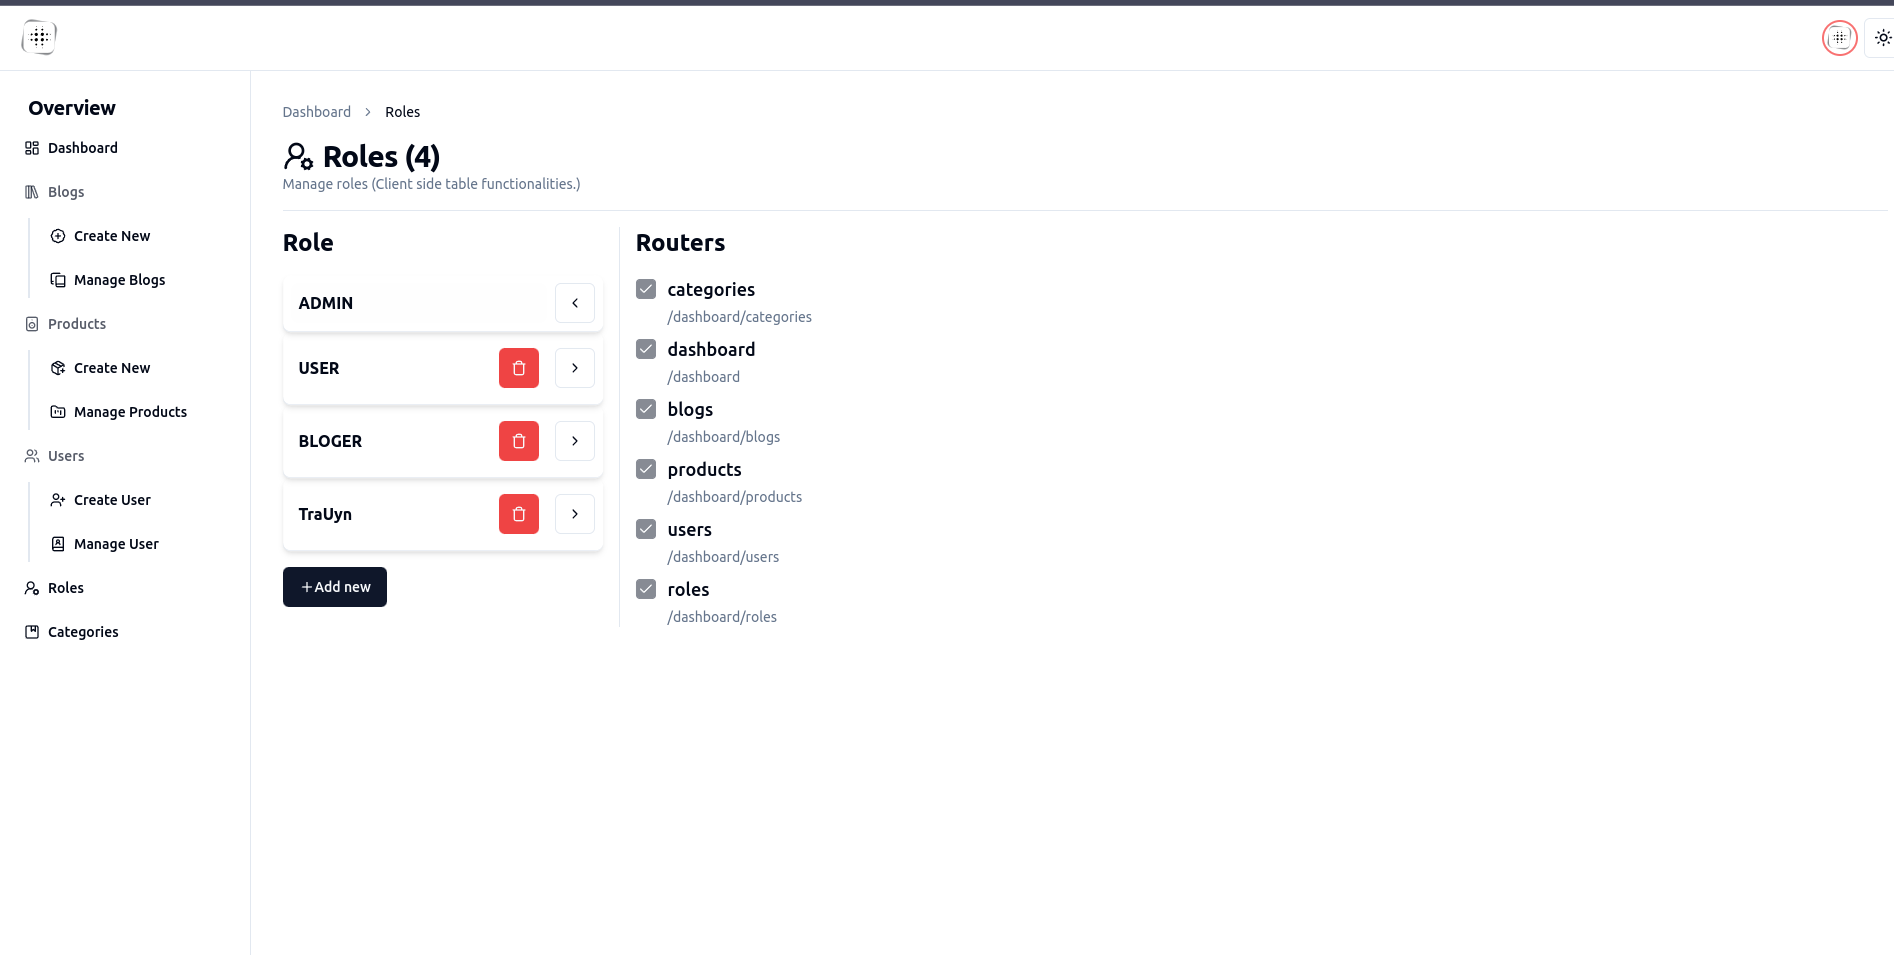 Overview
Dashboard
Blogs
Create New
Manage Blogs
Products
Create New
Manage Products
Users
Create User
Manage User
Roles
Categories
Dashboard > Roles
Roles (4)
Manage roles (Client side table functionalities.)
Role
ADMIN
USER
BLOGER
TraUyn
+ Add new
Routers
categories
/dashboard/categories
dashboard
/dashboard
blogs
/dashboard/blogs
products
/dashboard/products
users
/dashboard/users
roles
/dashboard/roles